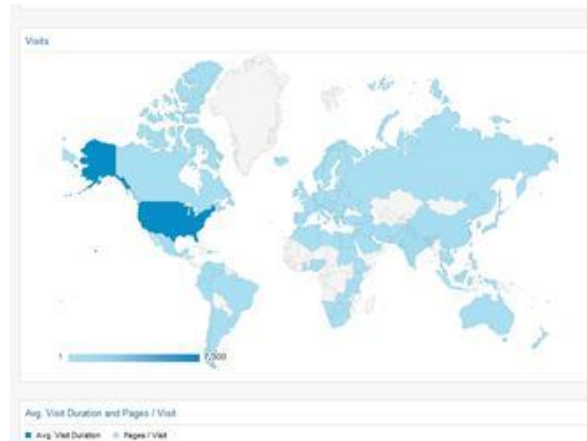 Visits
1 7,500
Avg. Visit Duration and Pages / Visit
Avg. Visit Duration Pages / Visit